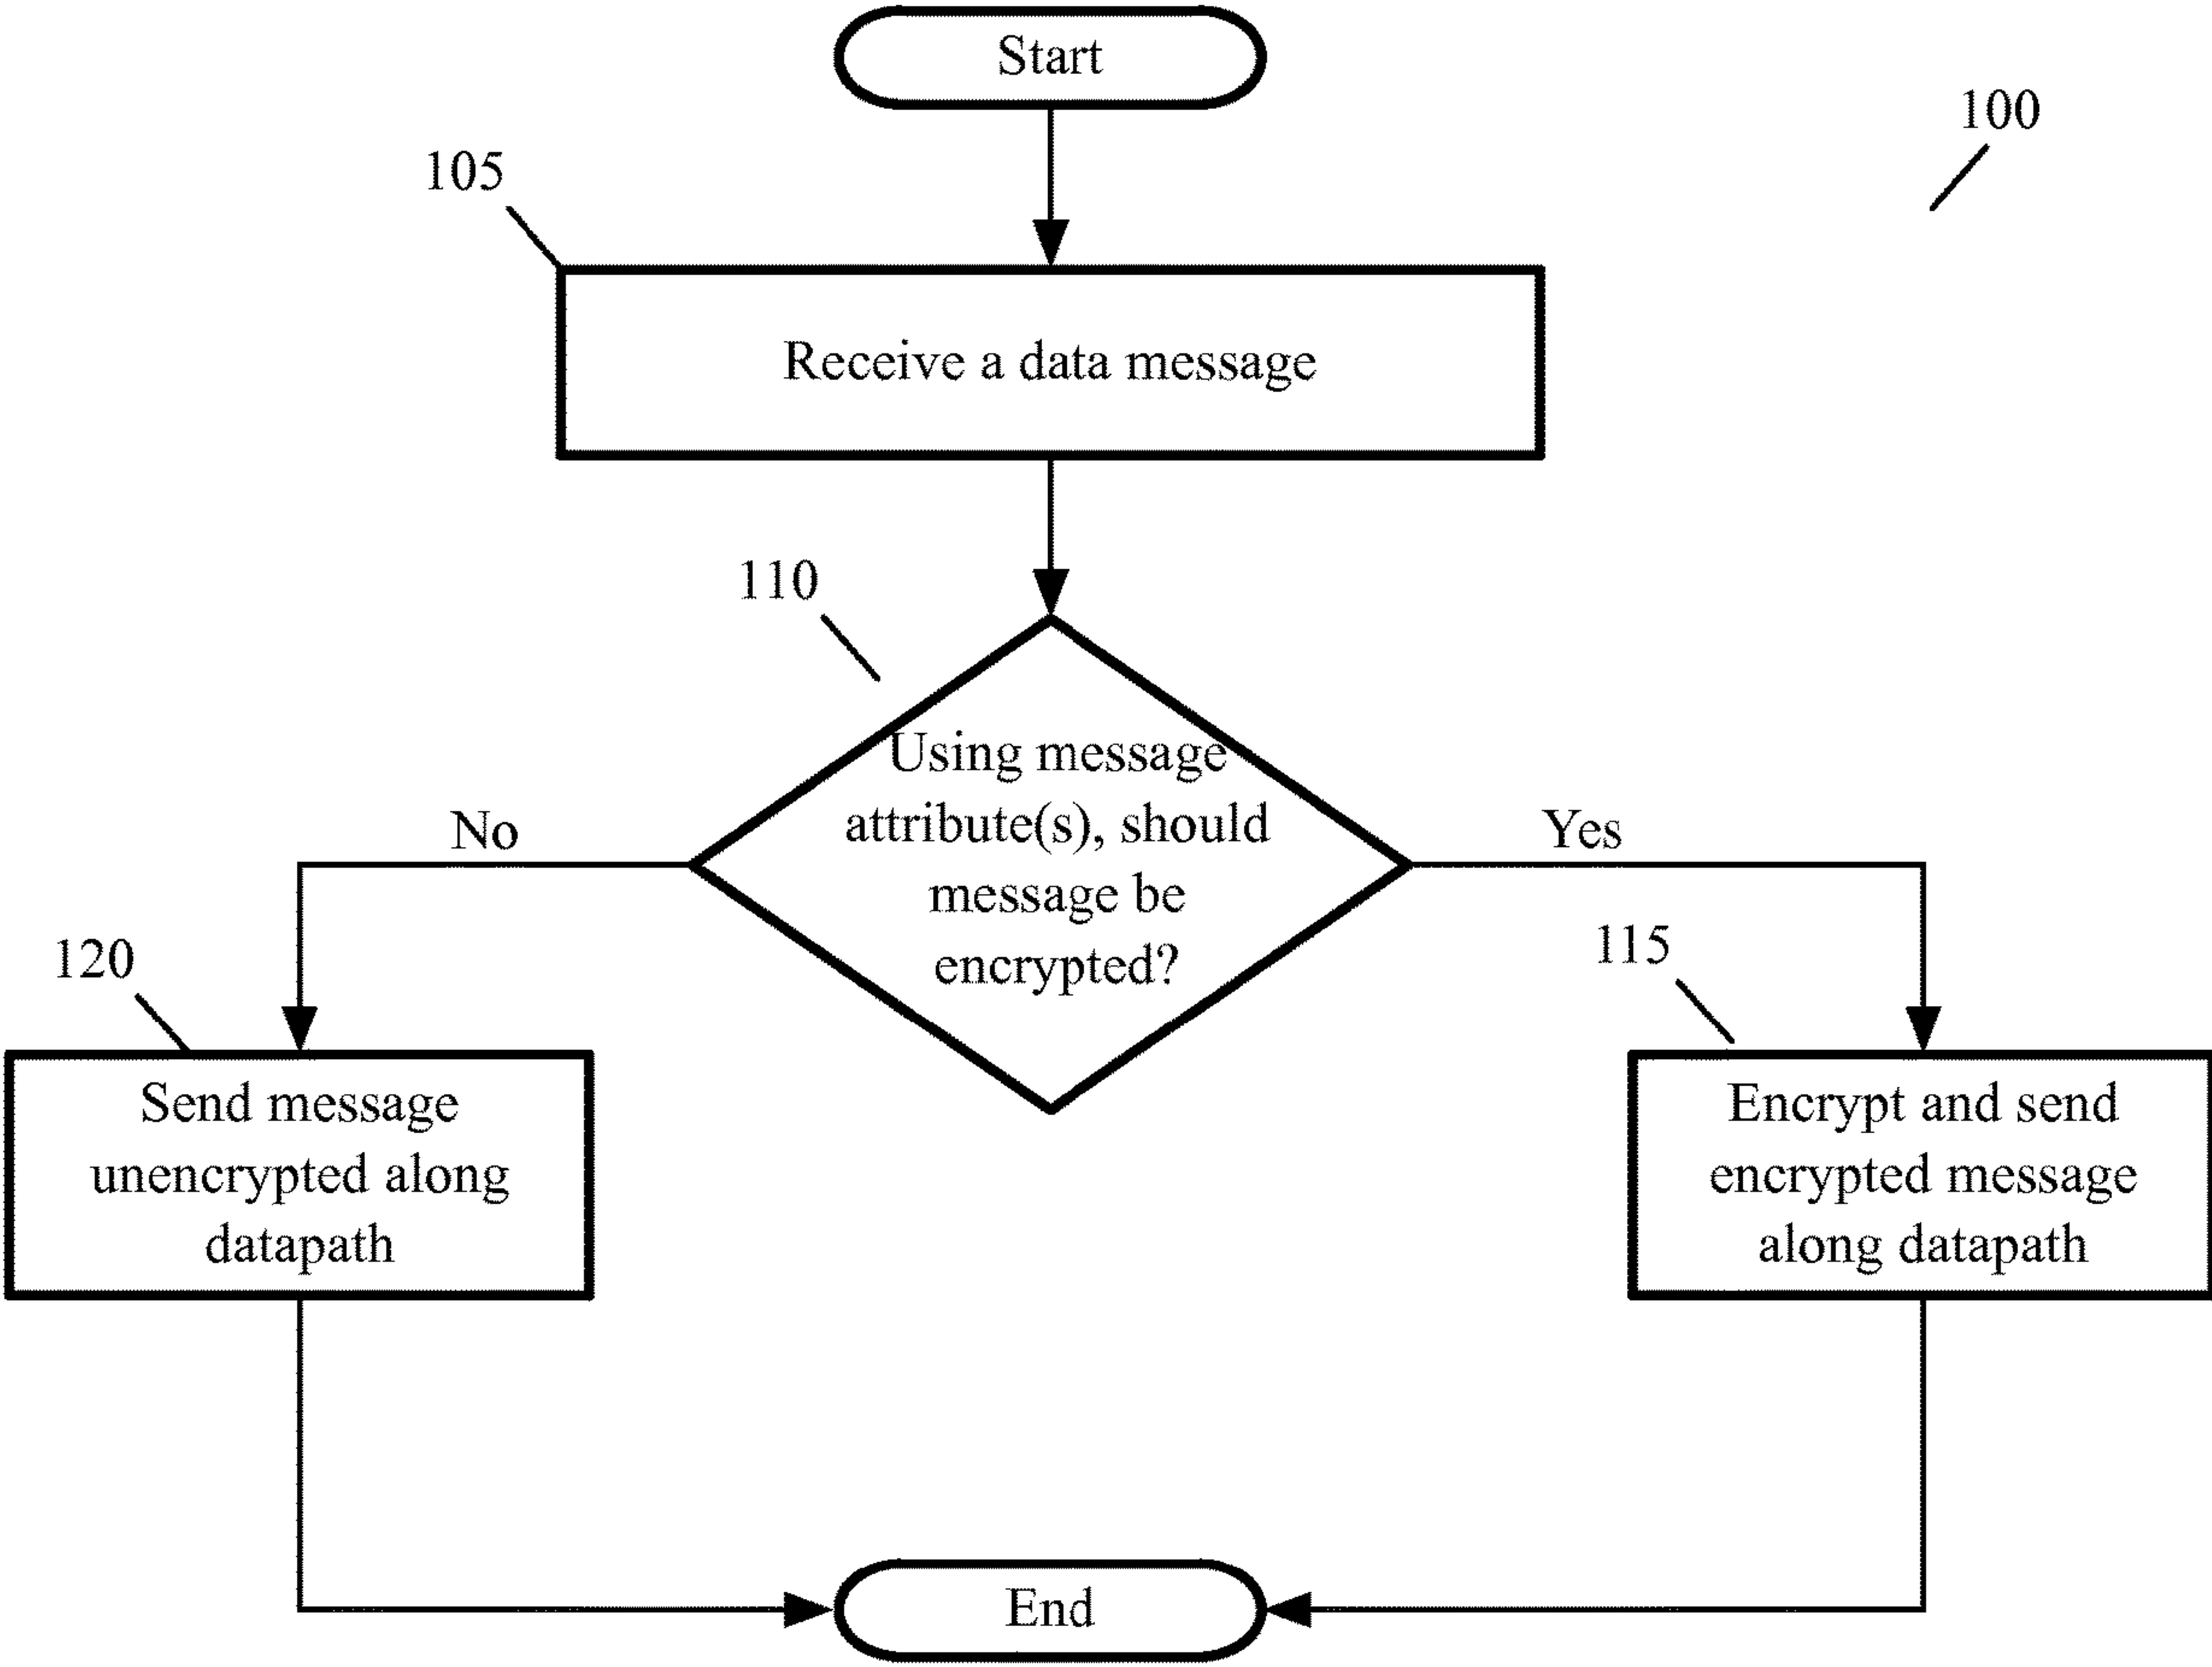 Start
100
105
Receive a data message
110
Using message
attribute(s), should
message be
encrypted?
No
Yes
120
115
Send message
unencrypted along
datapath
Encrypt and send
encrypted message
along datapath
End